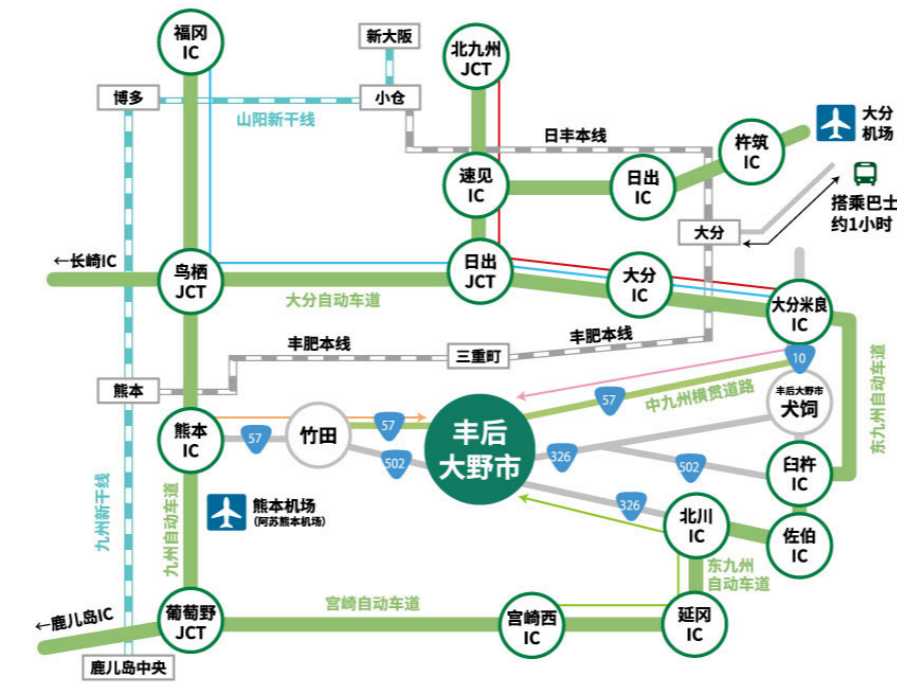 福冈
IC
新大阪
北九州
JCT
博多
小仓
山阳新干线
日丰本线
大分
机场
杵筑
IC
速见
IC
日出
IC
搭乘巴士
约1小时
大分
←长崎IC
鸟栖
JCT
日出
JCT
大分
IC
大分自动车道
大分米良
IC
丰肥本线
丰肥本线
三重町
10
熊本
57
中九州横贯道路
丰后大野市
犬饲
东九州自动车道
熊本
IC
57
竹田
57
丰后
大野市
502
326
502
臼杵
IC
熊本机场
(阿苏熊本机场)
326
北川
IC
佐伯
IC
九州新干线
九州自动车道
东九州
自动车道
←鹿儿岛IC
葡萄野
JCT
宫崎自动车道
宫崎西
IC
延冈
IC
鹿儿岛中央